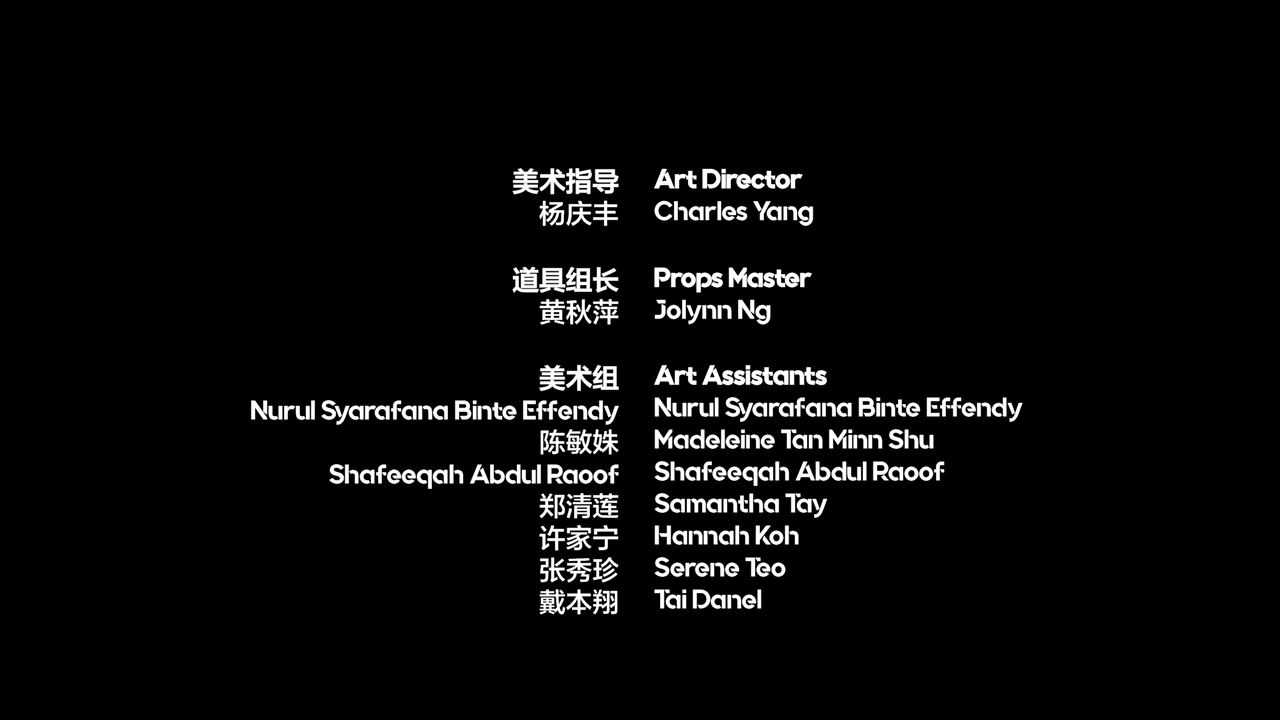 美术指导 Art Director
杨庆丰 Charles Yang
道具组长 Props Master
黄秋萍 Jolynn Ng
美术组 Art Assistants
Nurul Syarafana Binte Effendy Nurul Syarafana Binte Effendy
陈敏姝 Madeleine Tan Minn Shu
Shafeeqah Abdul Raoof Shafeeqah Abdul Raoof
郑清莲 Samantha Tay
许家宁 Hannah Koh
张秀珍 Serene Teo
戴本翔 Tai Danel